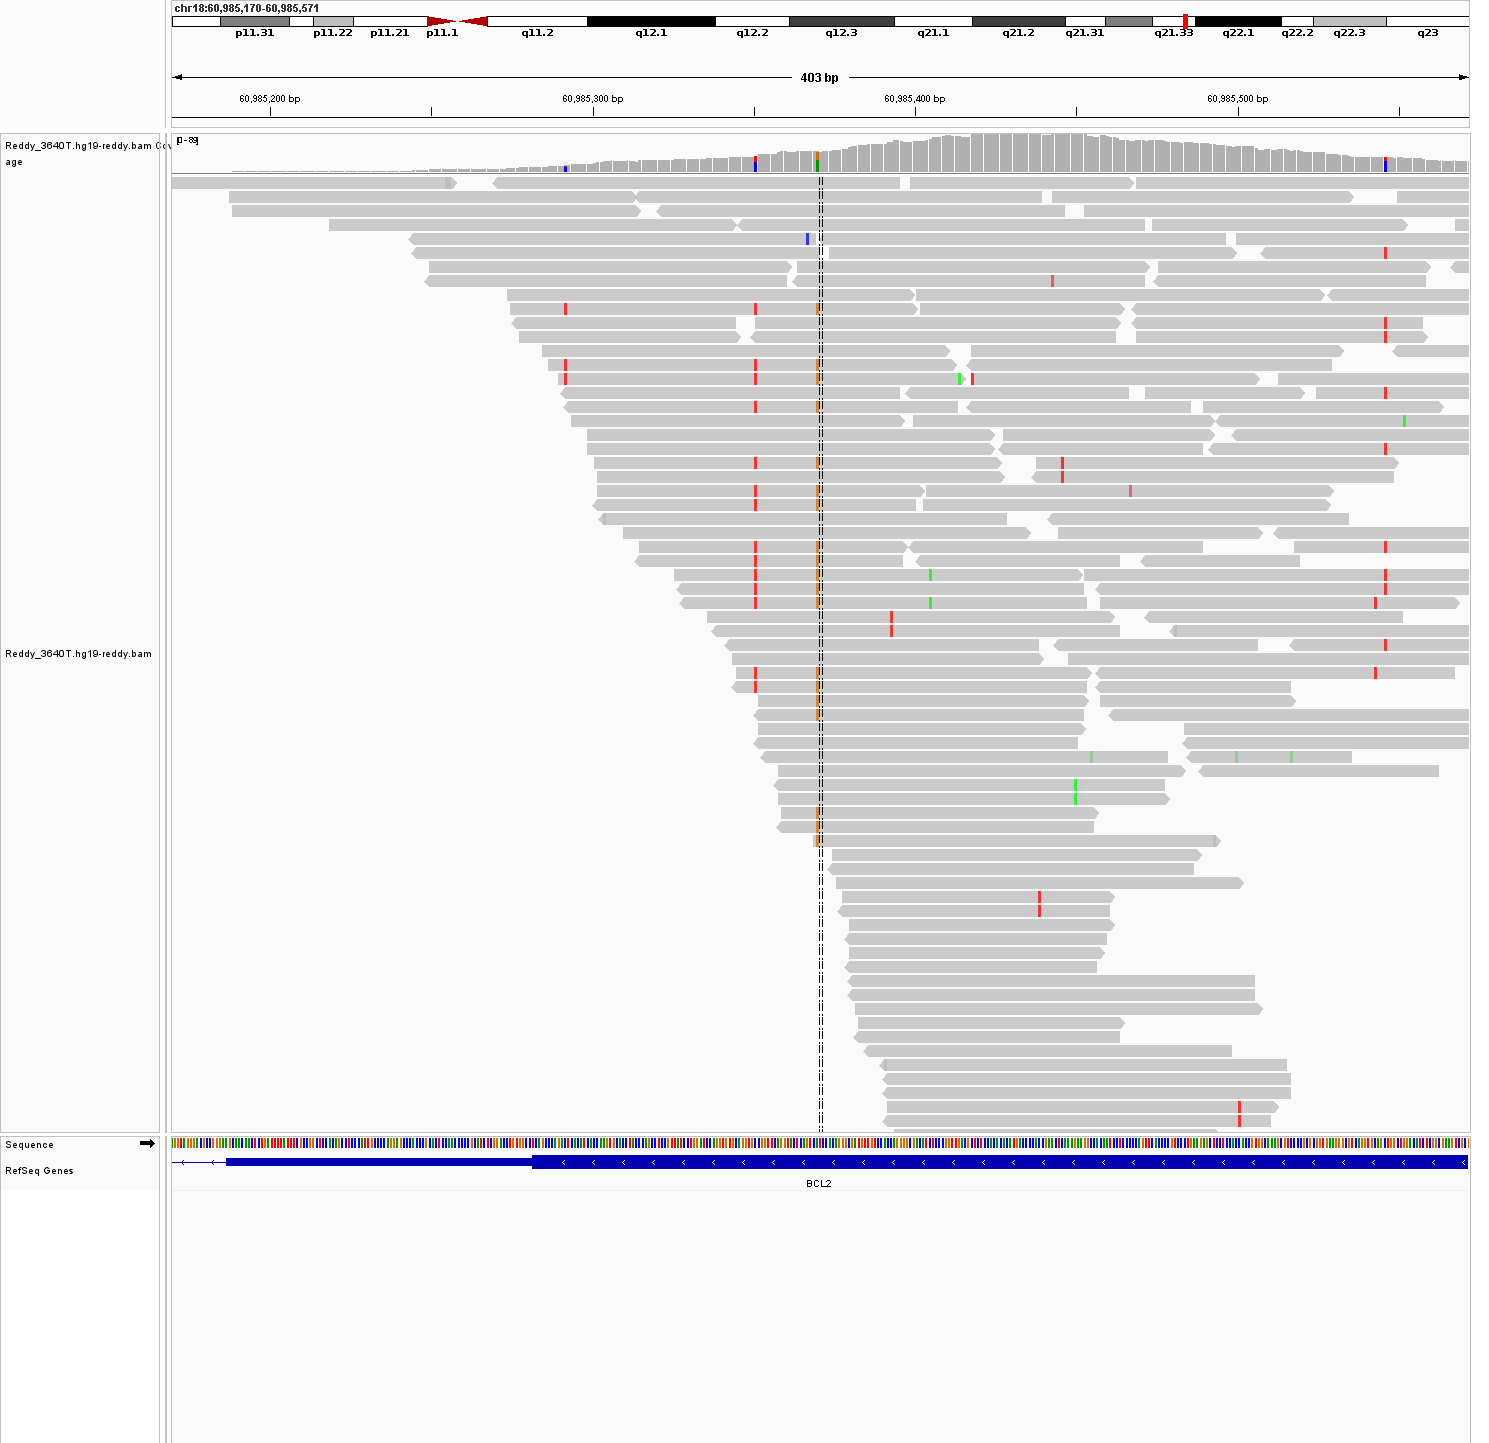 chr18:60,985,170-60,985,571
p11.31 p11.22 p11.21 p11.1 q11.2 q12.1 q12.2 q12.3 q21.1 q21.2 q21.31 q21.33 q22.1 q22.2 q22.3 q23
403 bp
60,985,200 bp 60,985,300 bp 60,985,400 bp 60,985,500 bp
Reddy_3640T.hg19-reddy.bam Cov
age
[0-89]
Reddy_3640T.hg19-reddy.bam
Sequence
RefSeq Genes
BCL2